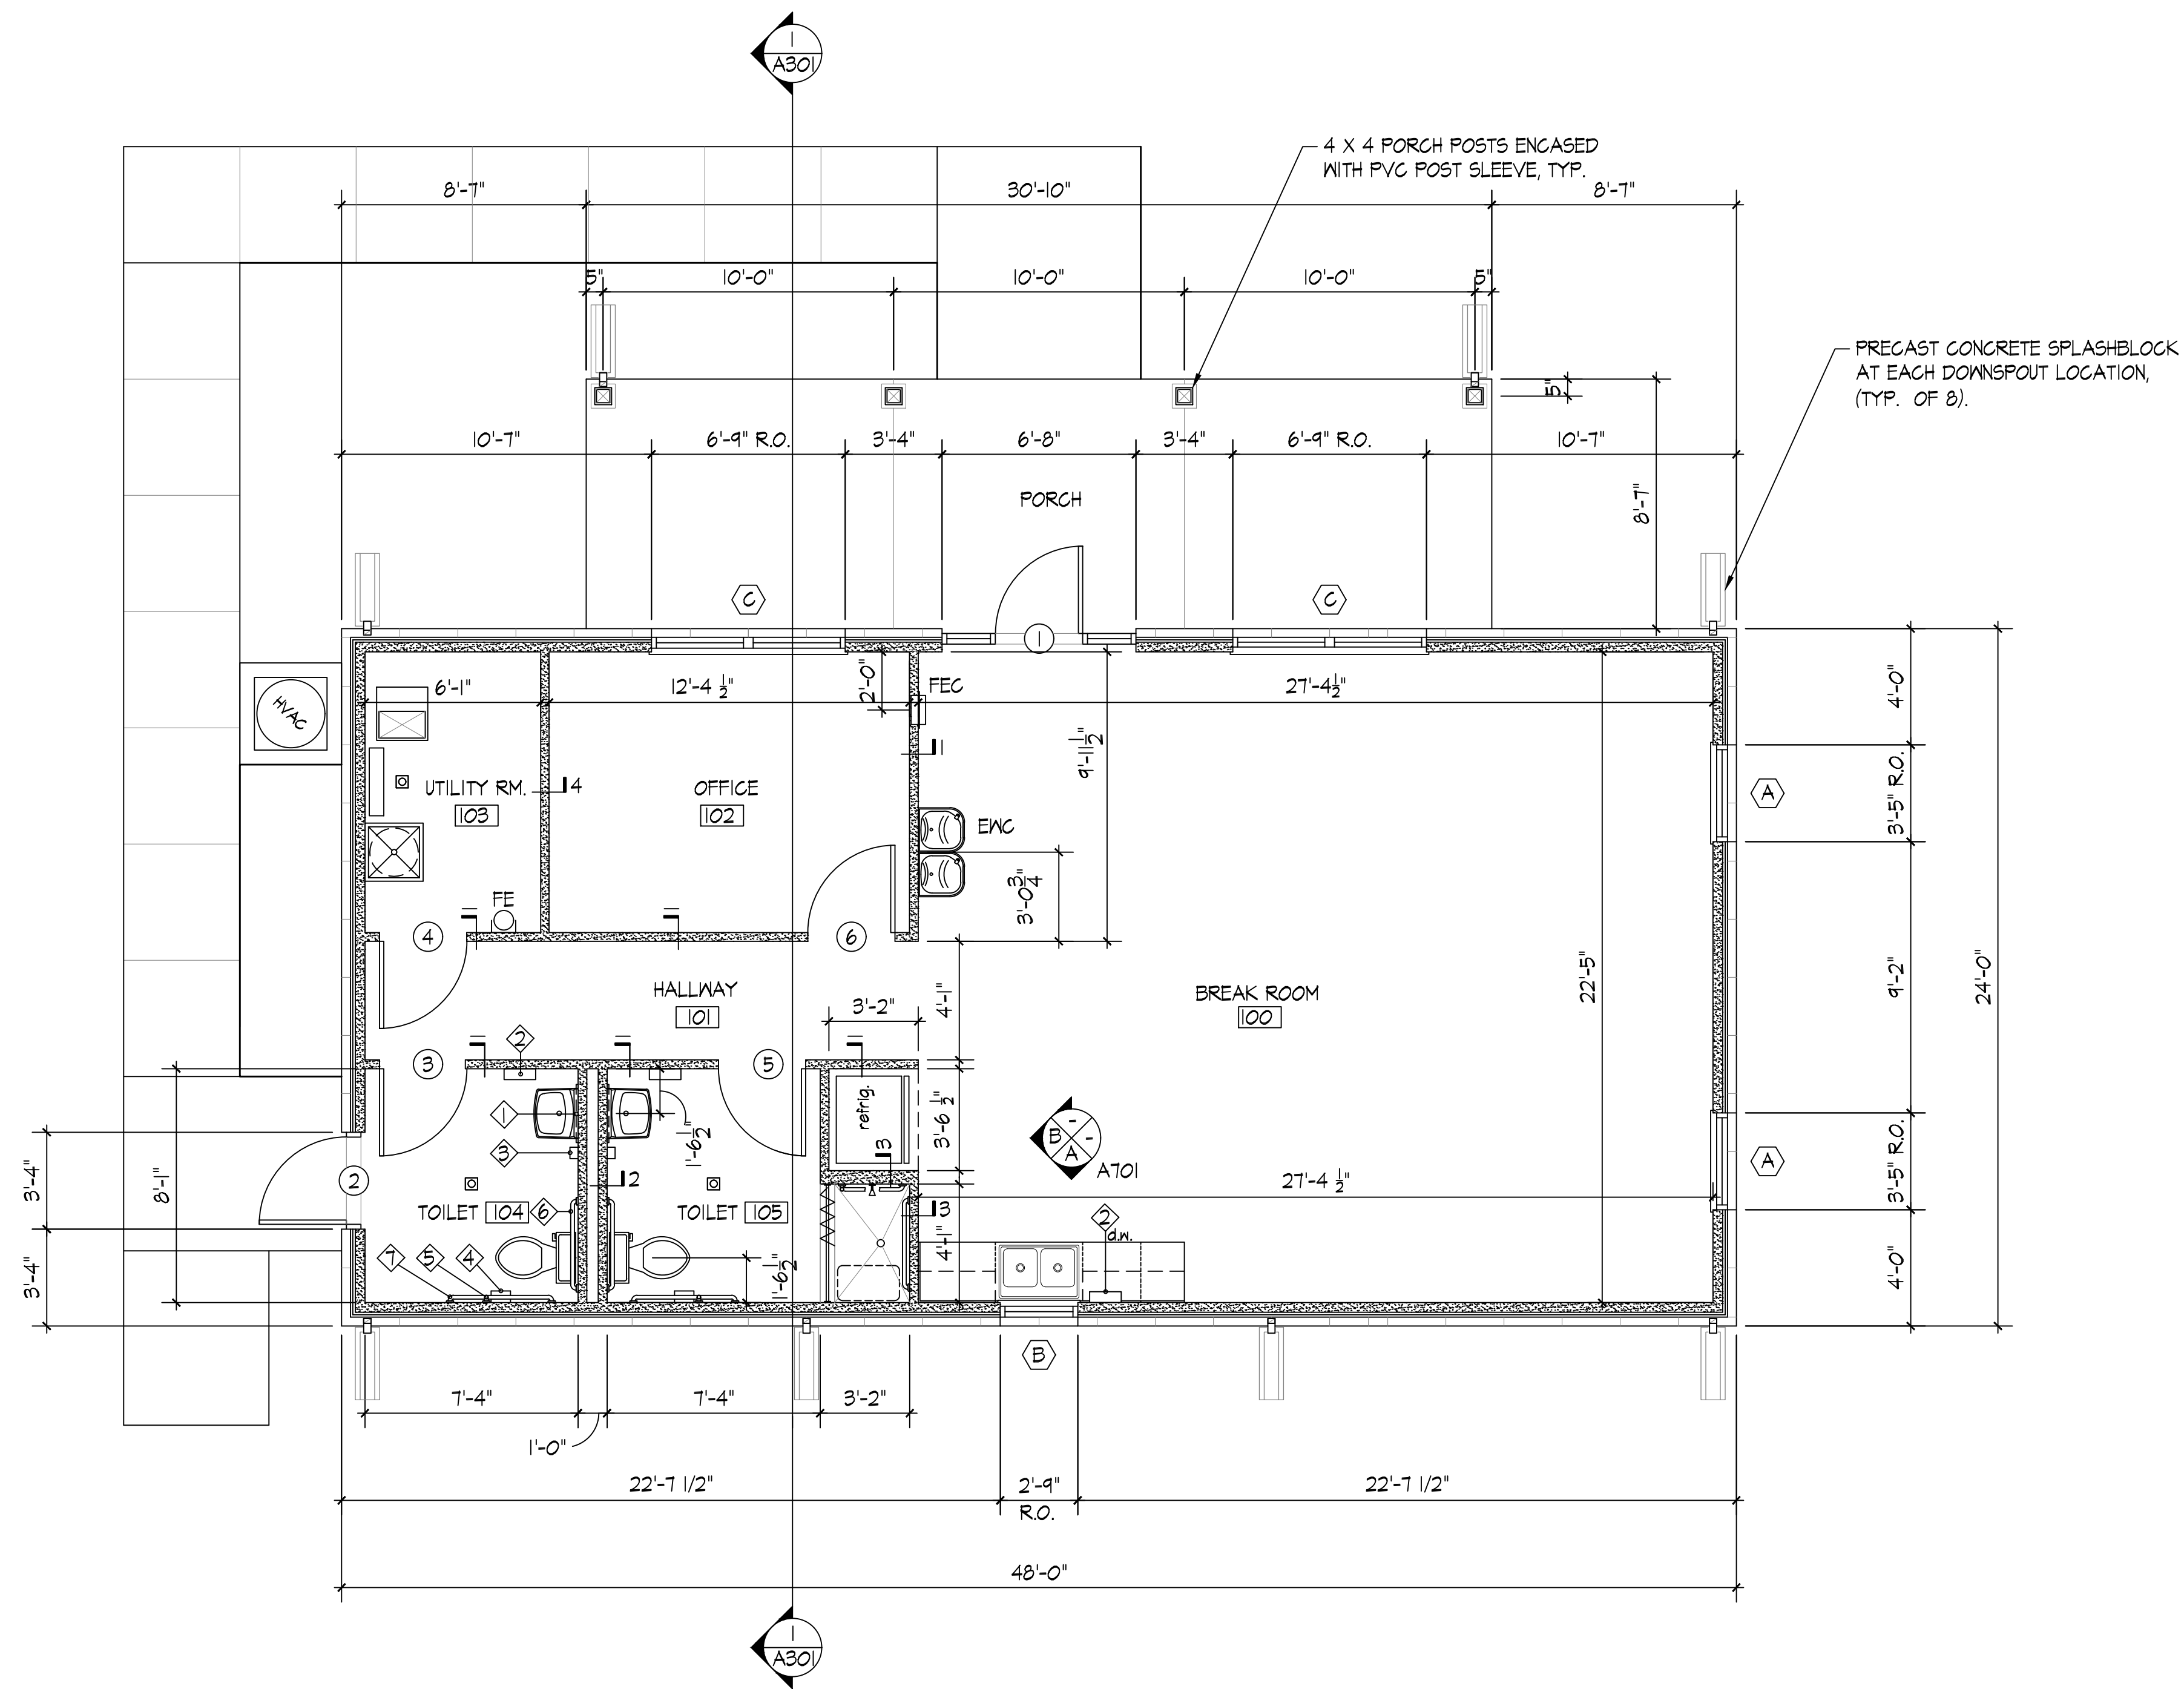 1
A301
4 X 4 PORCH POSTS ENCASED
WITH PVC POST SLEEVE, TYP.
8'-7"
30'-10"
8'-7"
5"
10'-0"
10'-0"
10'-0"
5"
PRECAST CONCRETE SPLASHBLOCK
AT EACH DOWNSPOUT LOCATION,
(TYP. OF 8).
5"
10'-7"
6'-9" R.O.
3'-4"
6'-8"
3'-4"
6'-9" R.O.
10'-7"
PORCH
8'-7"
C
C
1
HVAC
6'-1"
12'-4 1/2"
2'-0"
FEC
27'-4 1/2"
4'-0"
1
9'-11 1/2"
UTILITY RM.
103
4
OFFICE
102
EWC
A
3'-5" R.O.
3'-0 3/4"
FE
1
1
4
6
HALLWAY
101
3'-2"
4'-1"
BREAK ROOM
100
22'-5"
9'-2"
24'-0"
1
2
1
1
3
5
1
3
1'-6 1/2"
refrig.
3
3'-6 1/2"
B
-
A
-
A701
A
3'-5" R.O.
3'-4"
8'-1"
2
2
27'-4 1/2"
TOILET
104
6
TOILET
105
3
2
d.w.
7
5
4
1'-6 1/2"
4'-1"
3'-4"
4'-0"
B
7'-4"
7'-4"
3'-2"
1'-0"
22'-7 1/2"
2'-9"
R.O.
22'-7 1/2"
48'-0"
1
A301